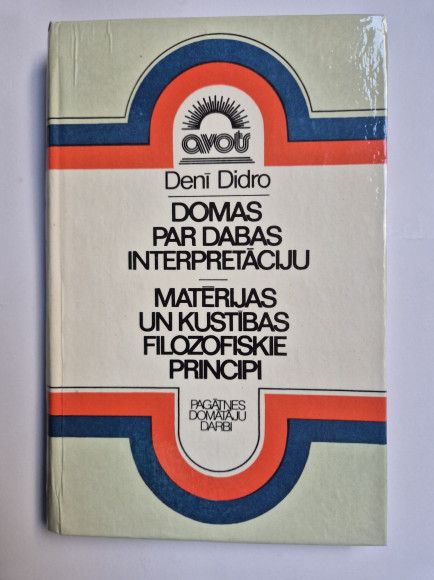 avots
Denī Didro
DOMAS
PAR DABAS
INTERPRETĀCIJU
MATĒRIJAS
UN KUSTĪBAS
FILOZOFISKIE
PRINCIPI
PAGĀTNES
DOMĀTĀJU
DARBI